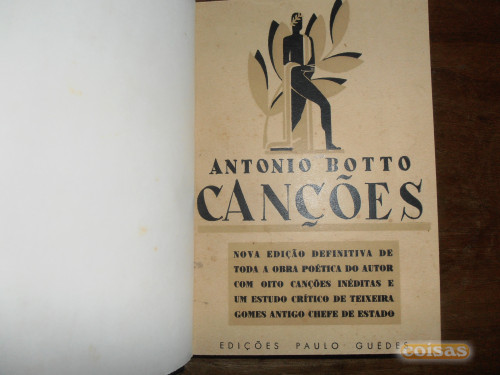 ANTONIO BOTTO
CANÇÕES
NOVA EDIÇÃO DEFINITIVA DE
TODA A OBRA POÉTICA DO AUTOR
COM OITO CANÇÕES INÉDITAS E
UM ESTUDO CRÍTICO DE TEIXEIRA
GOMES ANTIGO CHEFE DE ESTADO
EDIÇÕES PAULO GUEDES
coisas